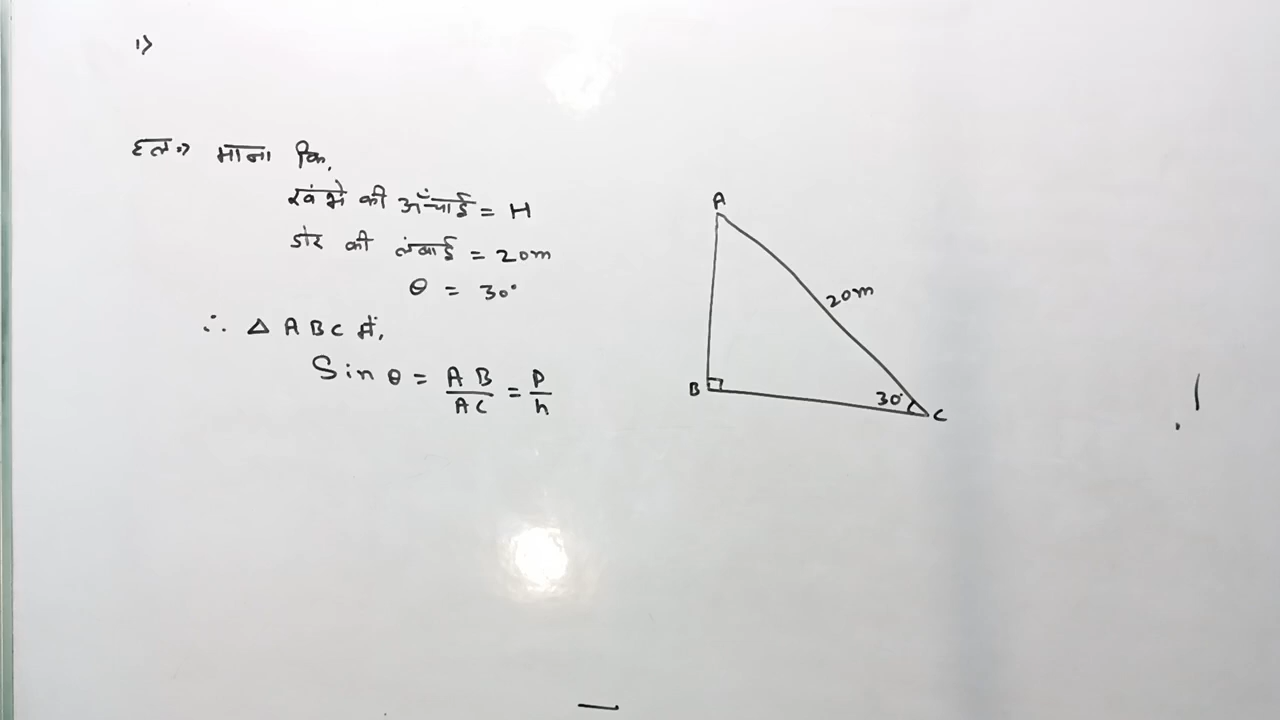 1>
हल⇒ माना कि,
खंभे की ऊँचाई = H
डोर की लंबाई = 20m
θ = 30°
∴ △ ABC में,
Sin θ = AB/AC = P/h
A
20m
B
30°
C